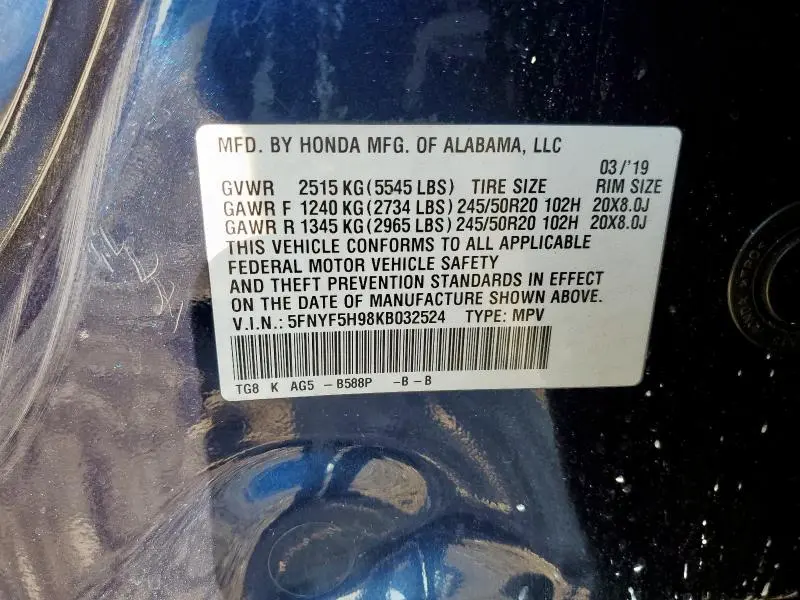 MFD. BY HONDA MFG. OF ALABAMA, LLC
03/'19
GVWR 2515 KG(5545 LBS) TIRE SIZE RIM SIZE
GAWR F 1240 KG(2734 LBS) 245/50R20 102H 20X8.0J
GAWR R 1345 KG(2965 LBS) 245/50R20 102H 20X8.0J
THIS VEHICLE CONFORMS TO ALL APPLICABLE
FEDERAL MOTOR VEHICLE SAFETY
AND THEFT PREVENTION STANDARDS IN EFFECT
ON THE DATE OF MANUFACTURE SHOWN ABOVE.
V.I.N.: 5FNYF5H98KB032524 TYPE: MPV
TG8 K AG5 -B588P -B-B